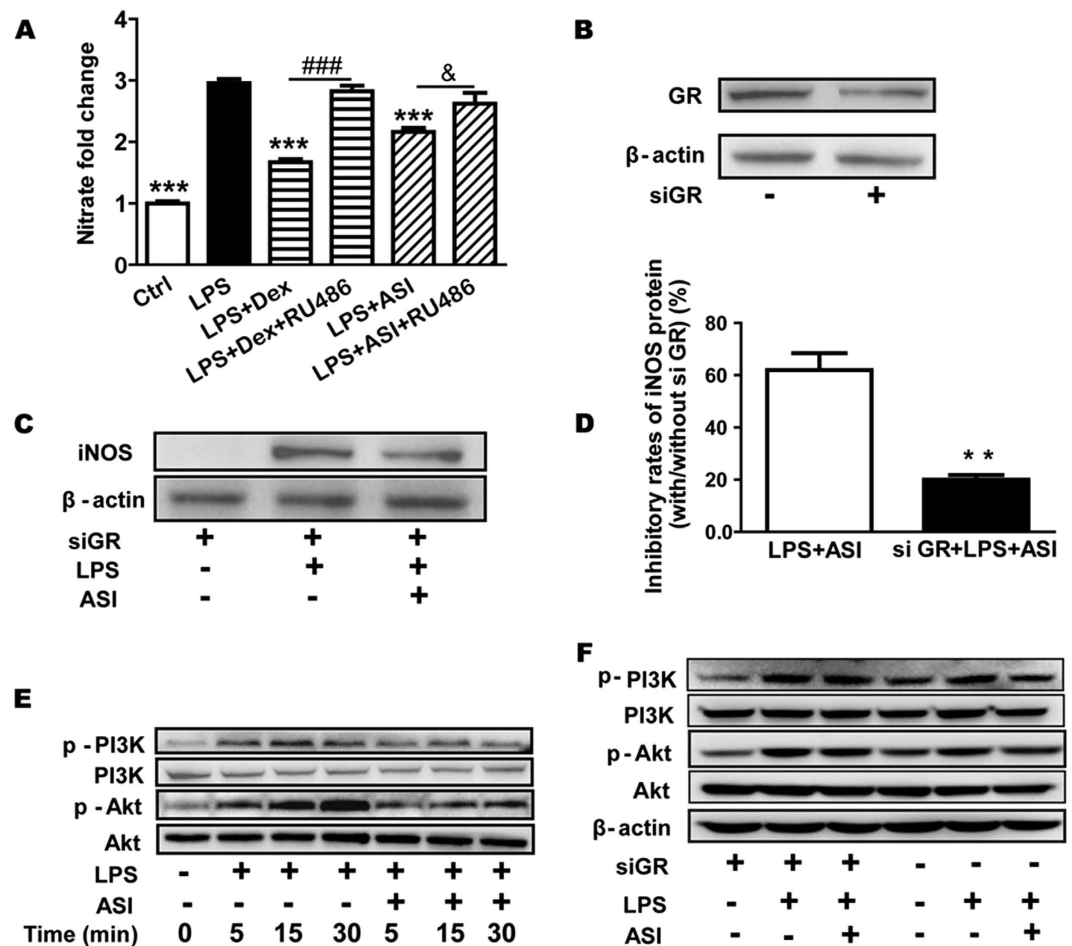 A
Nitrate fold change
4
3
2
1
0
***
***
###
***
&
Ctrl
LPS
LPS+Dex
LPS+Dex+RU486
LPS+ASI
LPS+ASI+RU486
B
GR
β-actin
siGR - +
C
iNOS
β-actin
siGR + + +
LPS - + +
ASI - - +
D
Inhibitory rates of iNOS protein
(with/without si GR) (%)
80
60
40
20
0.0
* *
LPS+ASI si GR+LPS+ASI
E
p-PI3K
PI3K
p-Akt
Akt
LPS - + + + + + +
ASI + + +
Time (min) 0 5 15 30 5 15 30
F
p-PI3K
PI3K
p-Akt
Akt
β-actin
siGR + + + - - -
LPS - + + - + +
ASI - - + - - +